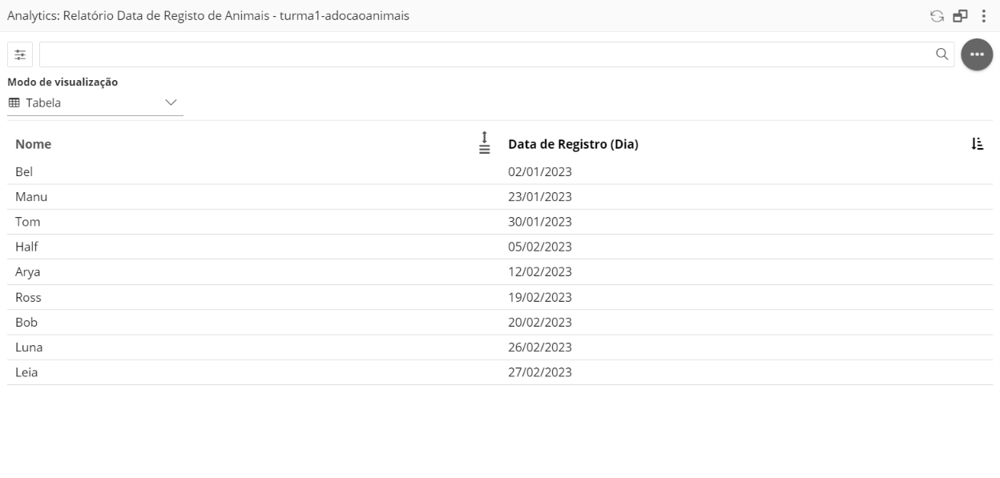 Analytics: Relatório Data de Registo de Animais - turma1-adocaoanimais
Modo de visualização
Tabela
Nome Data de Registro (Dia)
Bel 02/01/2023
Manu 23/01/2023
Tom 30/01/2023
Half 05/02/2023
Arya 12/02/2023
Ross 19/02/2023
Bob 20/02/2023
Luna 26/02/2023
Leia 27/02/2023